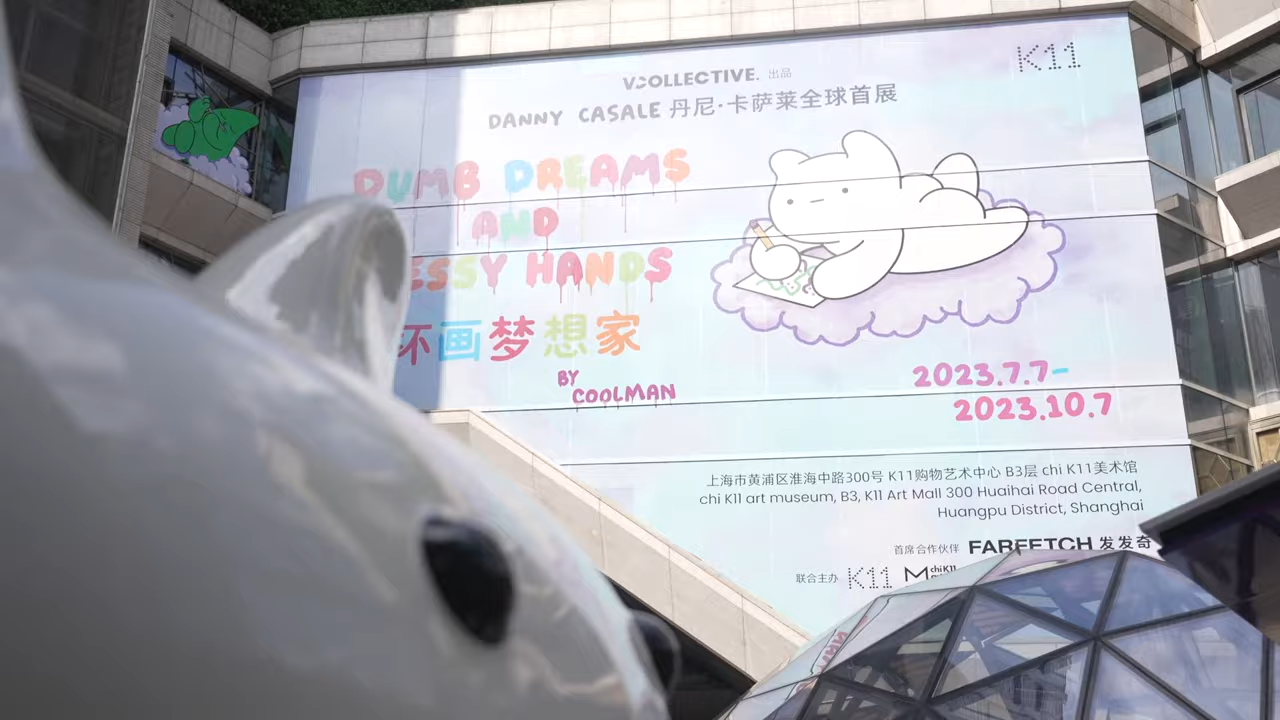 K11
VCOLLECTIVE. 出品
DANNY CASALE 丹尼·卡萨莱全球首展
DUMB DREAMS
AND
ESSY HANDS
坏画梦想家
BY
COOLMAN
2023.7.7-
2023.10.7
上海市黄浦区淮海中路300号 K11购物艺术中心 B3层 chi K11美术馆
chi K11 art museum, B3, K11 Art Mall 300 Huaihai Road Central,
Huangpu District, Shanghai
首席合作伙伴 FARFETCH 发发奇
联合主办 K11 M chi K11